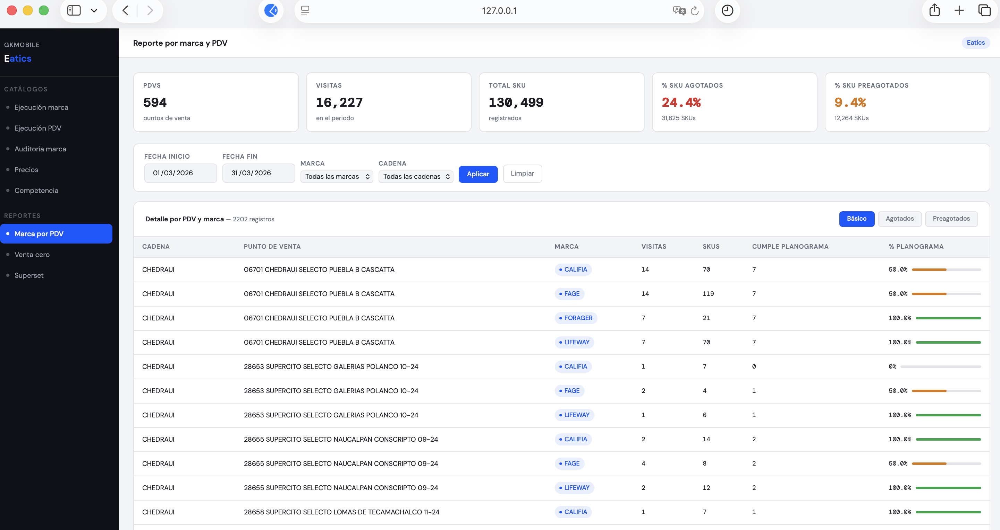 127.0.0.1
GKMOBILE
Eatics
CATÁLOGOS
Ejecución marca
Ejecución PDV
Auditoría marca
Precios
Competencia
REPORTES
Marca por PDV
Venta cero
Superset
Reporte por marca y PDV
Eatics
PDVS
594
puntos de venta
VISITAS
16,227
en el periodo
TOTAL SKU
130,499
registrados
% SKU AGOTADOS
24.4%
31,825 SKUs
% SKU PREAGOTADOS
9.4%
12,264 SKUs
FECHA INICIO
01/03/2026
FECHA FIN
31/03/2026
MARCA
Todas las marcas
CADENA
Todas las cadenas
Aplicar
Limpiar
Detalle por PDV y marca — 2202 registros
Básico
Agotados
Preagotados
CADENA PUNTO DE VENTA MARCA VISITAS SKUS CUMPLE PLANOGRAMA % PLANOGRAMA
CHEDRAUI 06701 CHEDRAUI SELECTO PUEBLA B CASCATTA CALIFIA 14 70 7 50.0%
CHEDRAUI 06701 CHEDRAUI SELECTO PUEBLA B CASCATTA FAGE 14 119 7 50.0%
CHEDRAUI 06701 CHEDRAUI SELECTO PUEBLA B CASCATTA FORAGER 7 21 7 100.0%
CHEDRAUI 06701 CHEDRAUI SELECTO PUEBLA B CASCATTA LIFEWAY 7 70 7 100.0%
CHEDRAUI 28653 SUPERCITO SELECTO GALERIAS POLANCO 10-24 CALIFIA 1 7 0 0%
CHEDRAUI 28653 SUPERCITO SELECTO GALERIAS POLANCO 10-24 FAGE 2 4 1 50.0%
CHEDRAUI 28653 SUPERCITO SELECTO GALERIAS POLANCO 10-24 LIFEWAY 1 6 1 100.0%
CHEDRAUI 28655 SUPERCITO SELECTO NAUCALPAN CONSCRIPTO 09-24 CALIFIA 2 14 2 100.0%
CHEDRAUI 28655 SUPERCITO SELECTO NAUCALPAN CONSCRIPTO 09-24 FAGE 4 8 2 50.0%
CHEDRAUI 28655 SUPERCITO SELECTO NAUCALPAN CONSCRIPTO 09-24 LIFEWAY 2 12 2 100.0%
CHEDRAUI 28658 SUPERCITO SELECTO LOMAS DE TECAMACHALCO 11-24 CALIFIA 1 7 1 100.0%